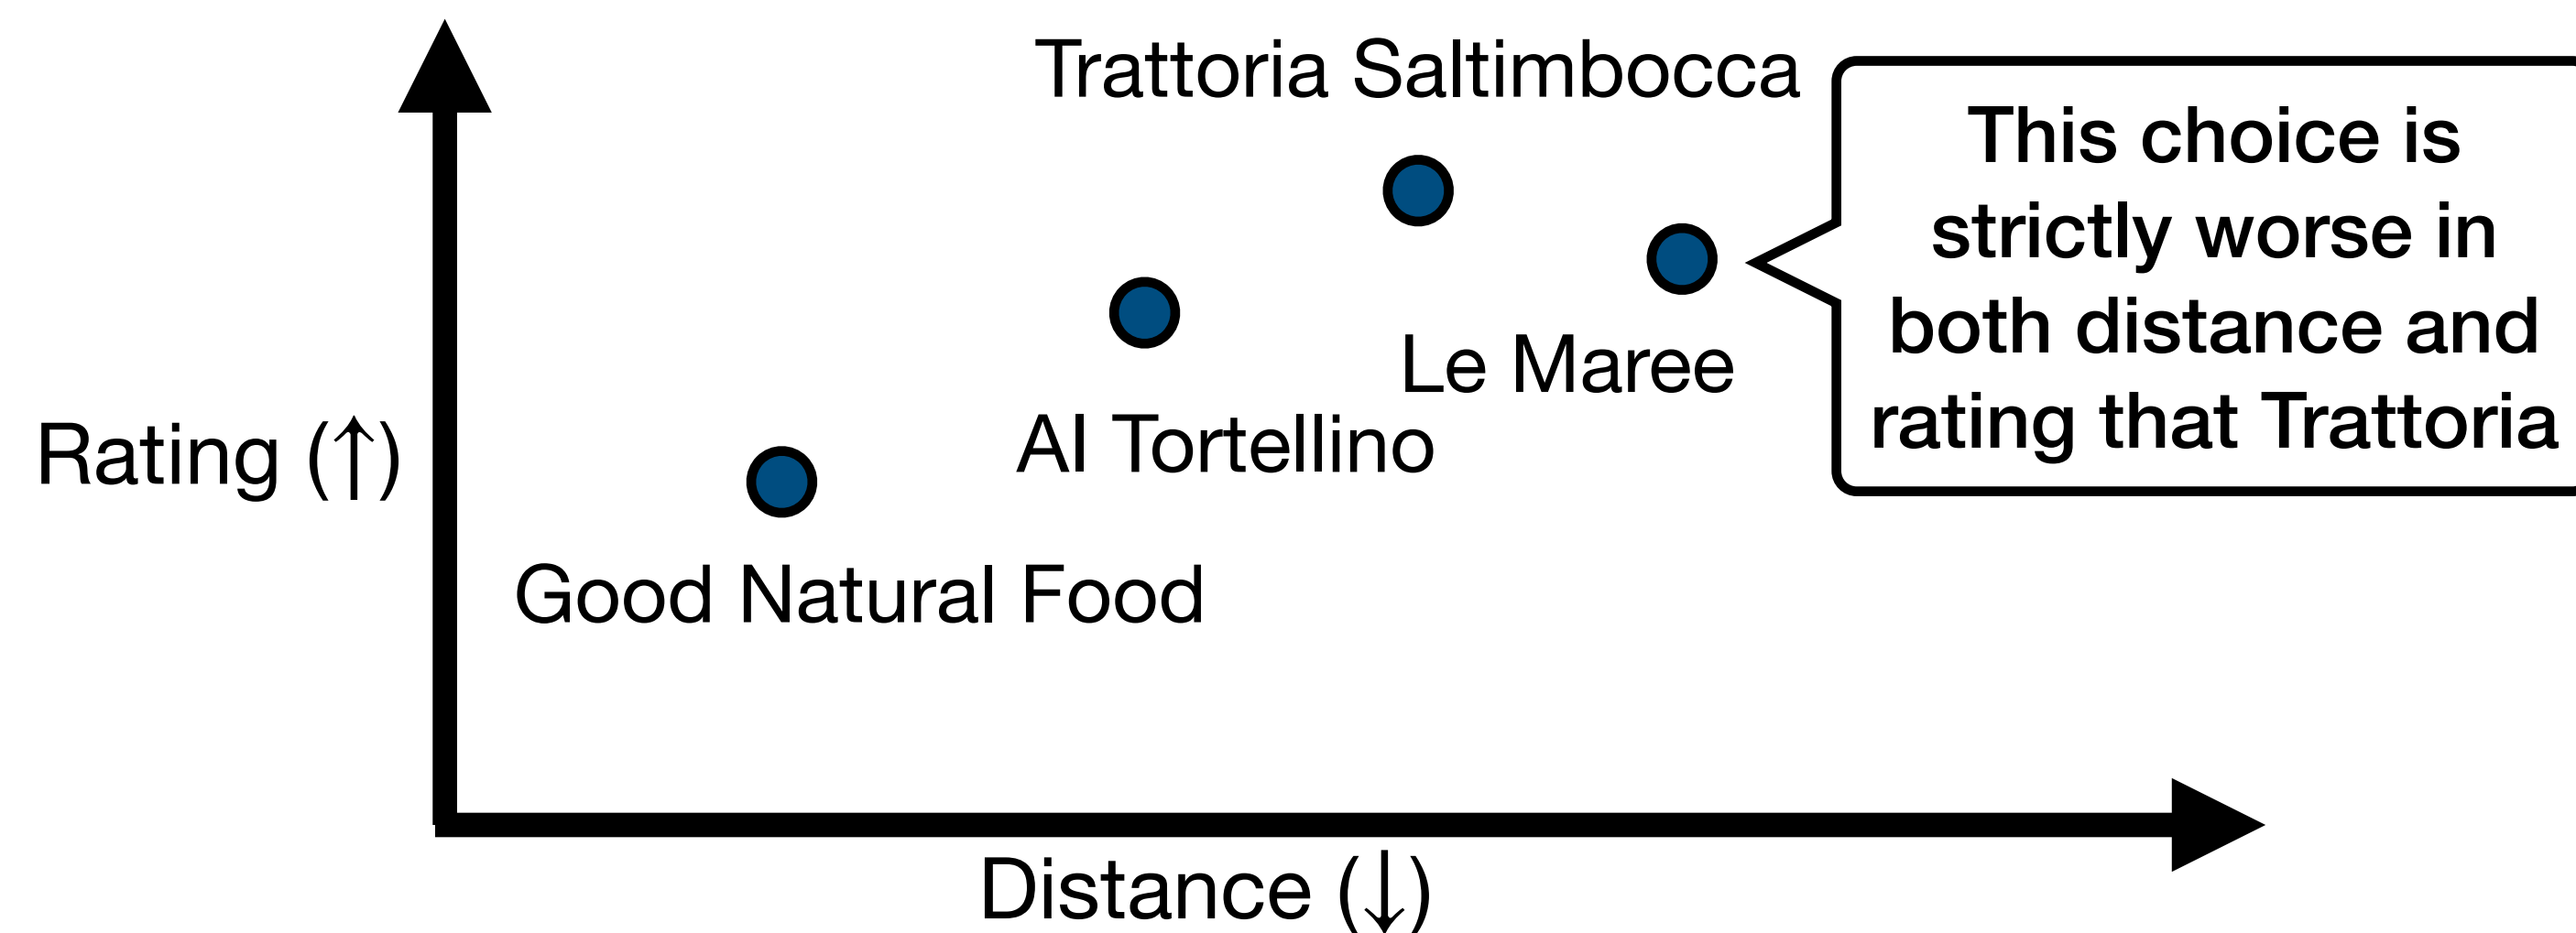 Trattoria Saltimbocca
This choice is
strictly worse in
both distance and
rating that Trattoria
Le Maree
Al Tortellino
Rating (↑)
Good Natural Food
Distance (↓)